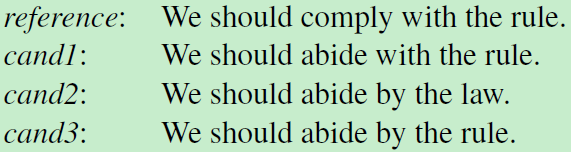 reference: We should comply with the rule.
cand1: We should abide with the rule.
cand2: We should abide by the law.
cand3: We should abide by the rule.